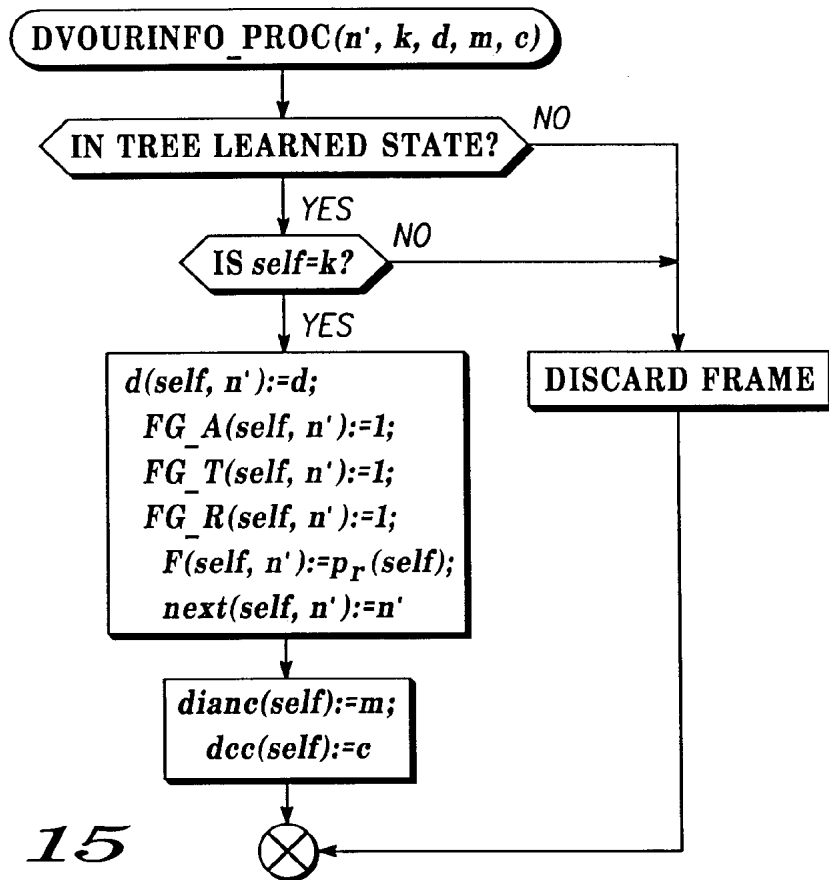 DVOURINFO_PROC(n', k, d, m, c)
IN TREE LEARNED STATE?
NO
YES
IS self=k?
NO
YES
d(self, n'):=d;
FG_A(self, n'):=1;
FG_T(self, n'):=1;
FG_R(self, n'):=1;
F(self, n'):=pr(self);
next(self, n'):=n'
DISCARD FRAME
dianc(self):=m;
dcc(self):=c
15